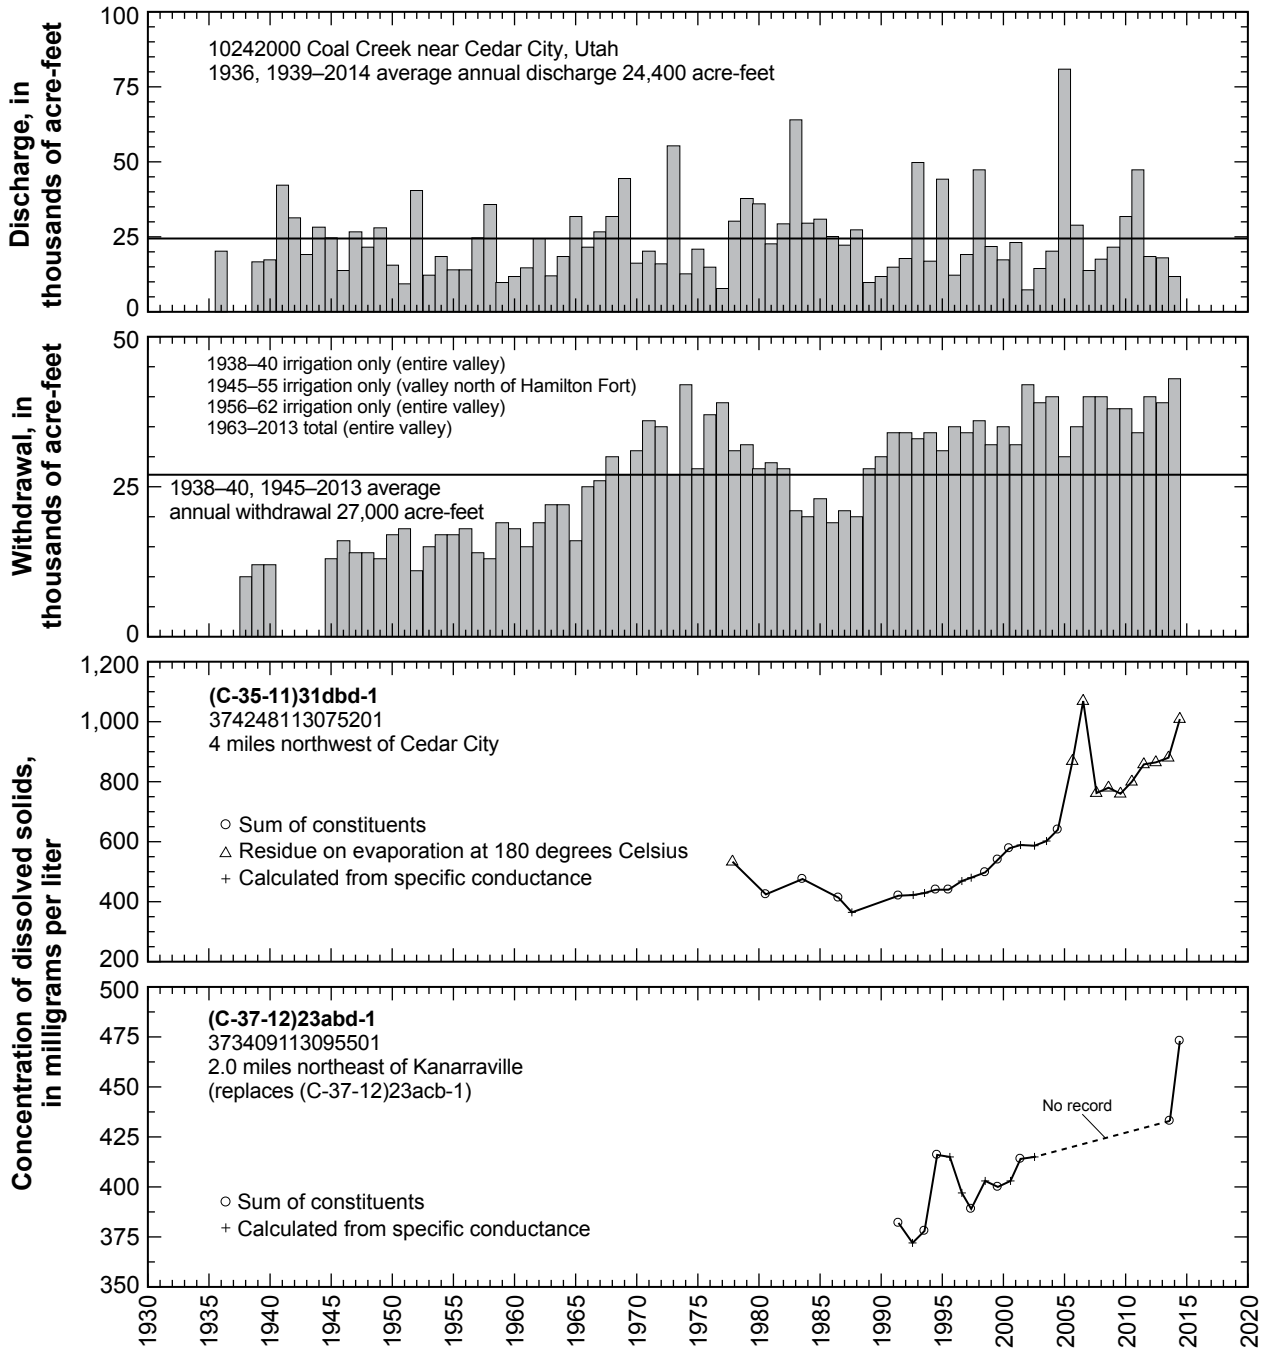 Discharge, in
thousands of acre-feet
100
75
50
25
0
10242000 Coal Creek near Cedar City, Utah
1936, 1939–2014 average annual discharge 24,400 acre-feet
Withdrawal, in
thousands of acre-feet
50
25
0
1938–40 irrigation only (entire valley)
1945–55 irrigation only (valley north of Hamilton Fort)
1956–62 irrigation only (entire valley)
1963–2013 total (entire valley)
1938–40, 1945–2013 average
annual withdrawal 27,000 acre-feet
Concentration of dissolved solids,
in milligrams per liter
1,200
1,000
800
600
400
200
(C-35-11)31dbd-1
374248113075201
4 miles northwest of Cedar City
Sum of constituents
Residue on evaporation at 180 degrees Celsius
Calculated from specific conductance
500
475
450
425
400
375
350
(C-37-12)23abd-1
373409113095501
2.0 miles northeast of Kanarraville
(replaces (C-37-12)23acb-1)
No record
Sum of constituents
Calculated from specific conductance
1930
1935
1940
1945
1950
1955
1960
1965
1970
1975
1980
1985
1990
1995
2000
2005
2010
2015
2020